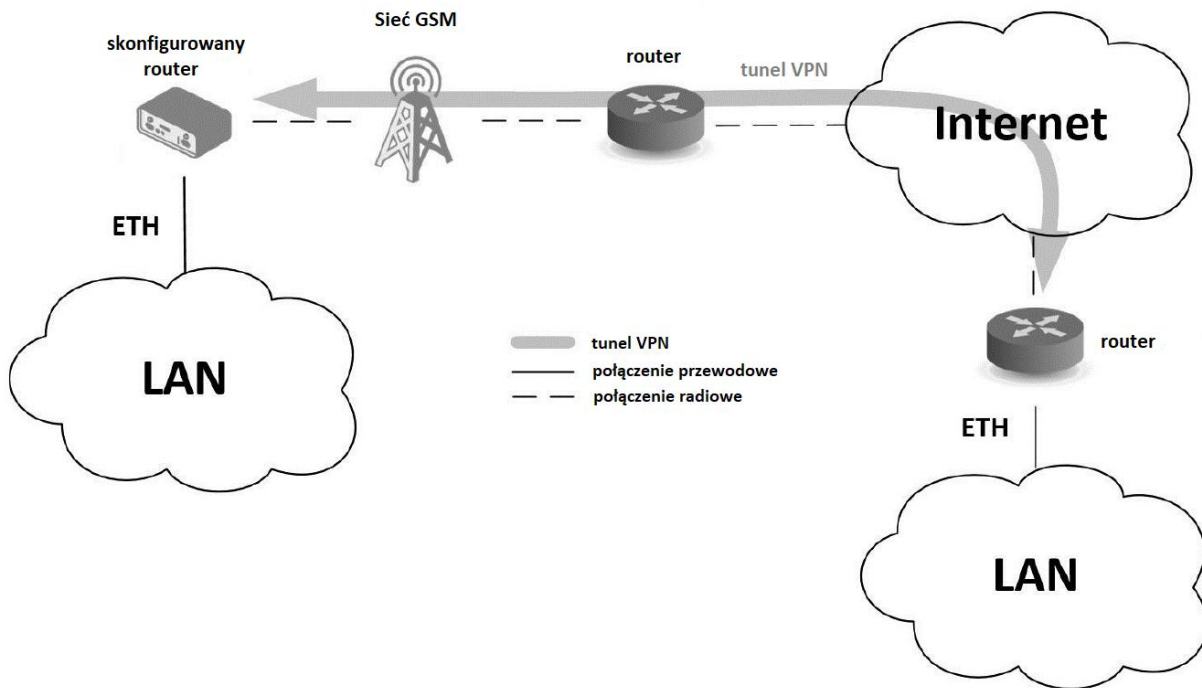 Sieć GSM
skonfigurowany
router
router
tunel VPN
Internet
ETH
LAN
tunel VPN
połączenie przewodowe
połączenie radiowe
router
ETH
LAN